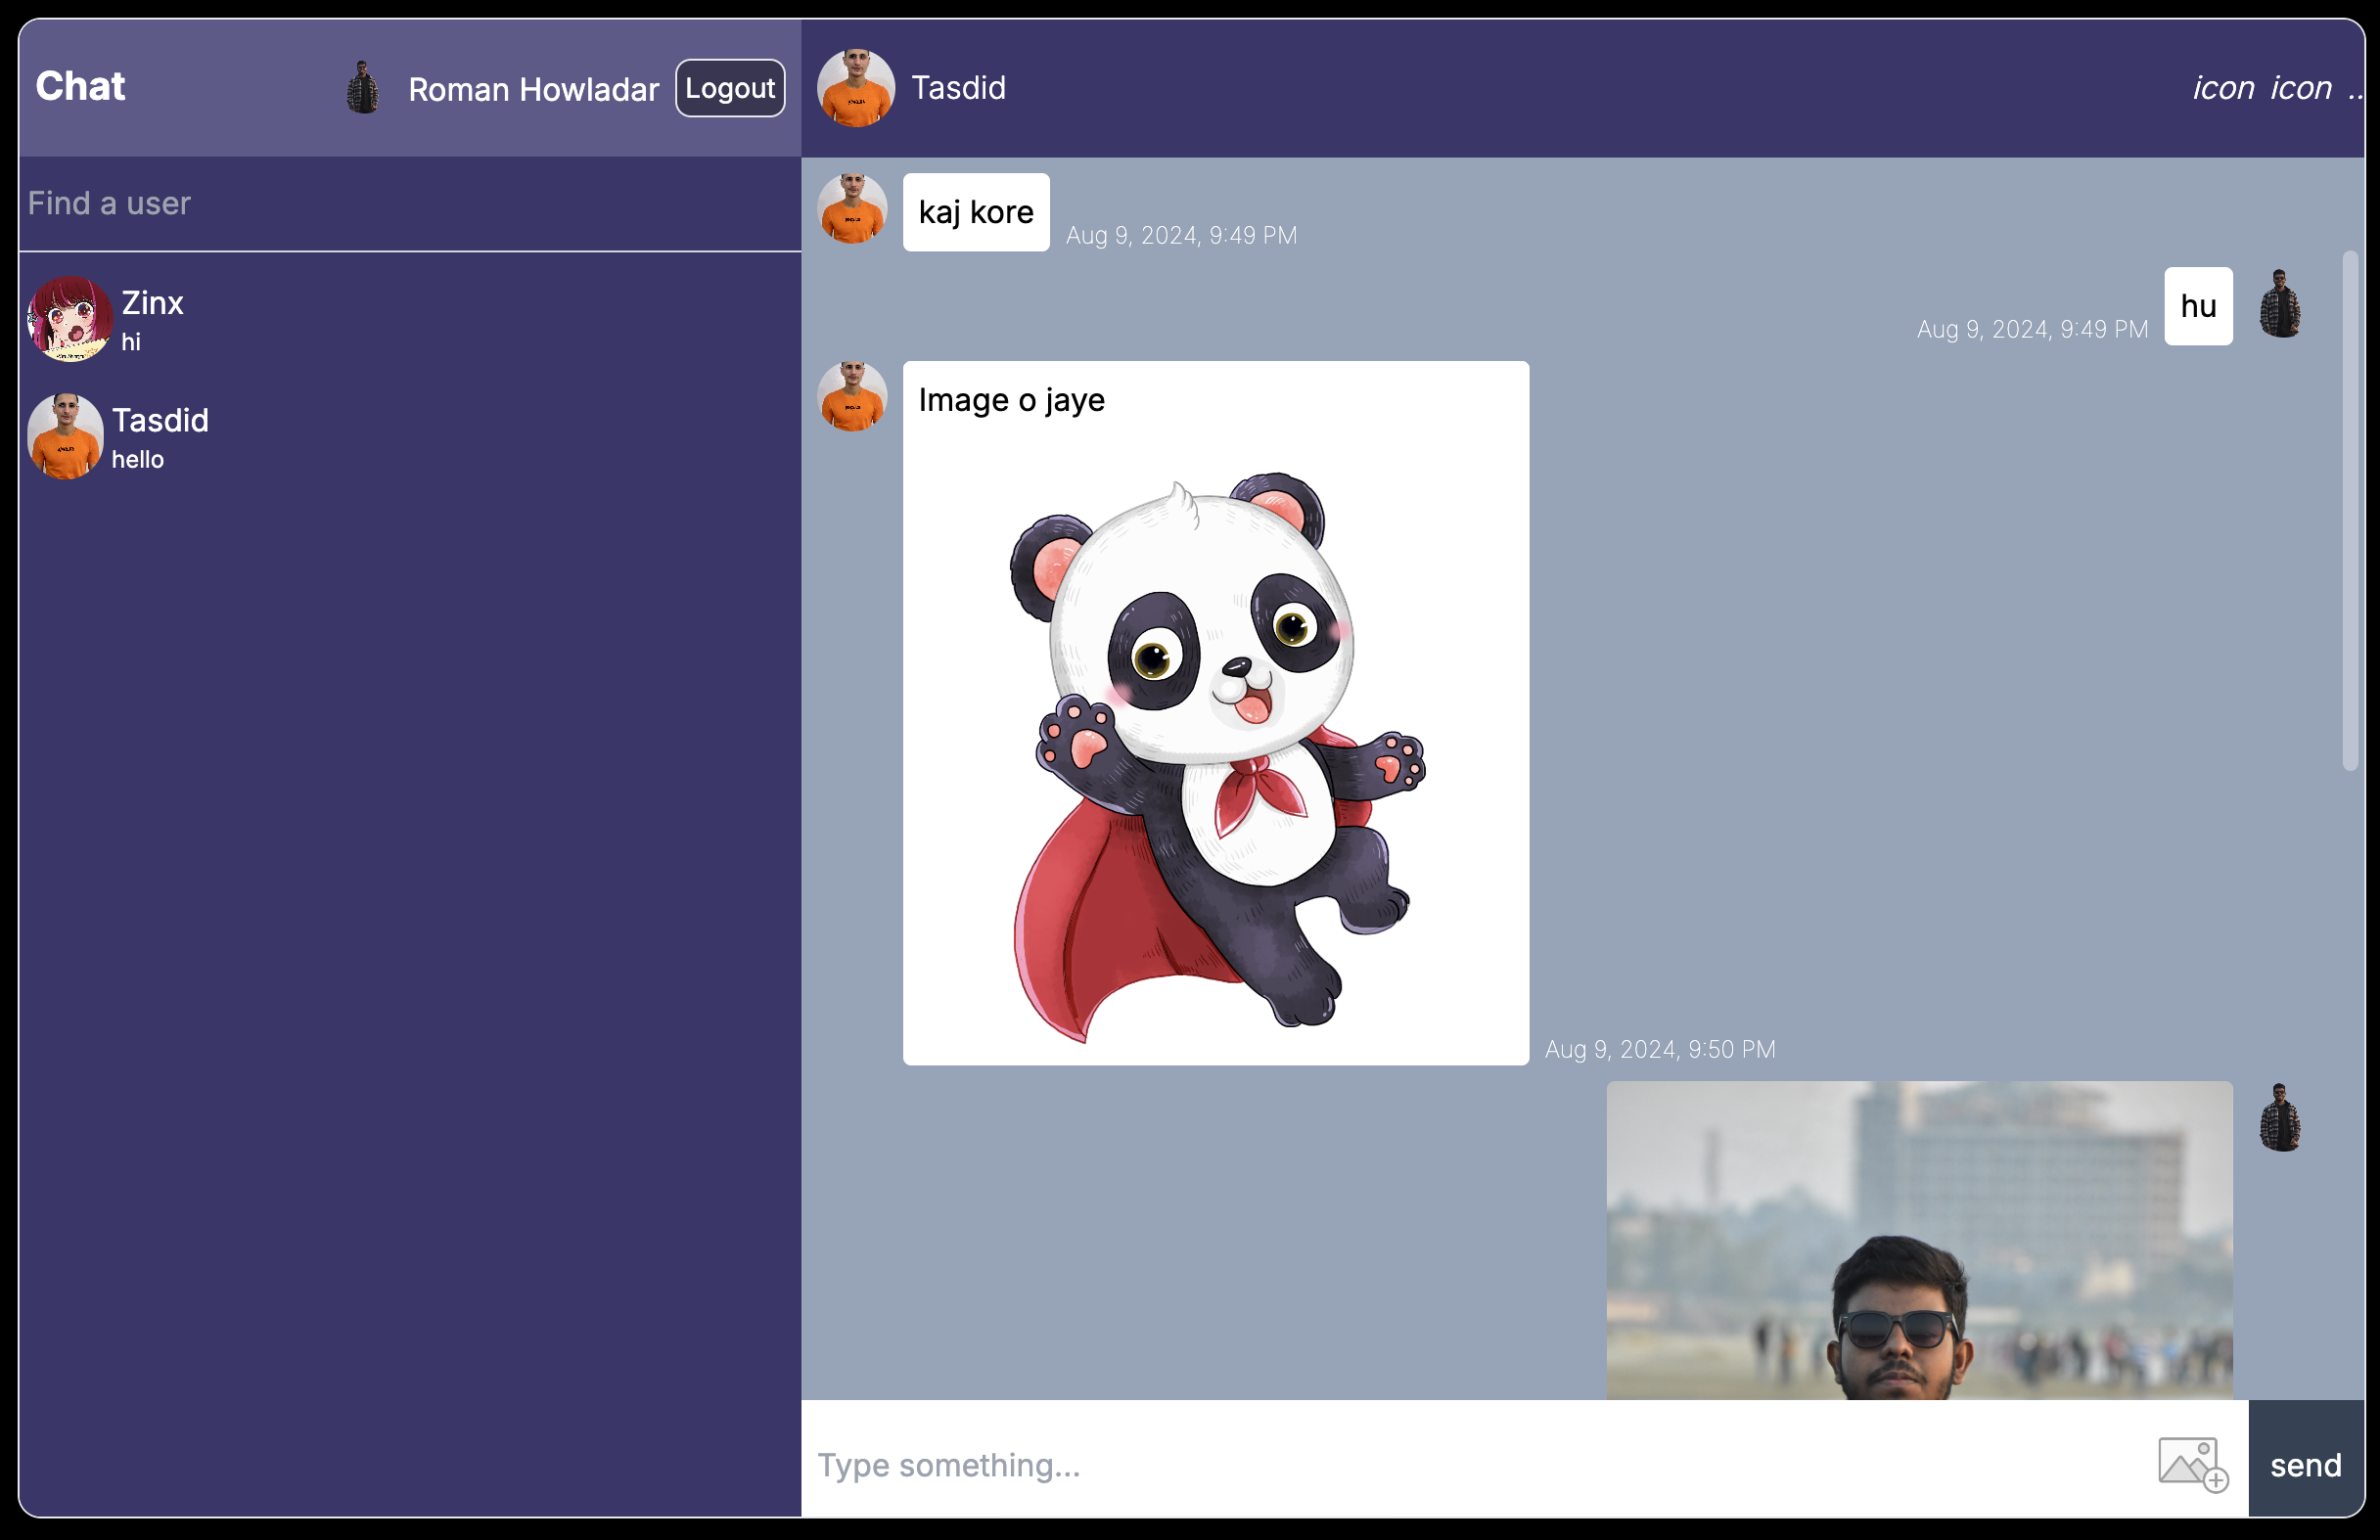 Chat
Roman Howladar
Logout
Find a user
Zinx
hi
Tasdid
hello
Tasdid
icon icon ..
kaj kore
Aug 9, 2024, 9:49 PM
hu
Aug 9, 2024, 9:49 PM
Image o jaye
Aug 9, 2024, 9:50 PM
Type something...
send